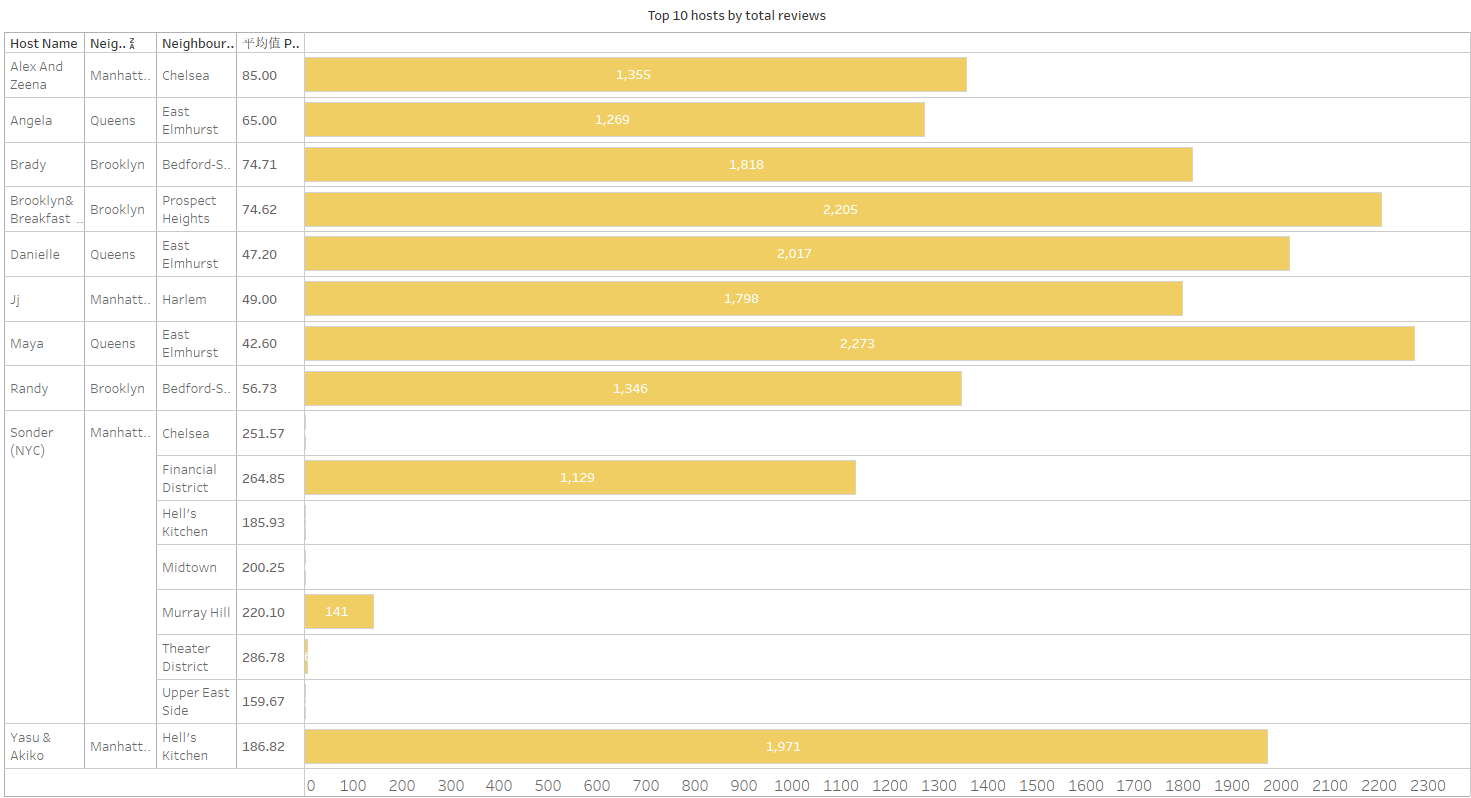 Top 10 hosts by total reviews
Host Name Neig.. Neighbour.. 平均值 P..
Alex And
Zeena
Manhatt.. Chelsea 85.00 1,355
Angela Queens East
Elmhurst
65.00 1,269
Brady Brooklyn Bedford-S.. 74.71 1,818
Brooklyn&
Breakfast ..
Brooklyn Prospect
Heights
74.62 2,205
Danielle Queens East
Elmhurst
47.20 2,017
Jj Manhatt.. Harlem 49.00 1,798
Maya Queens East
Elmhurst
42.60 2,273
Randy Brooklyn Bedford-S.. 56.73 1,346
Sonder
(NYC)
Manhatt.. Chelsea 251.57
Financial
District
264.85 1,129
Hell's
Kitchen
185.93
Midtown 200.25
Murray Hill 220.10 141
Theater
District
286.78
Upper East
Side
159.67
Yasu &
Akiko
Manhatt.. Hell's
Kitchen
186.82 1,971
0 100 200 300 400 500 600 700 800 900 1000 1100 1200 1300 1400 1500 1600 1700 1800 1900 2000 2100 2200 2300